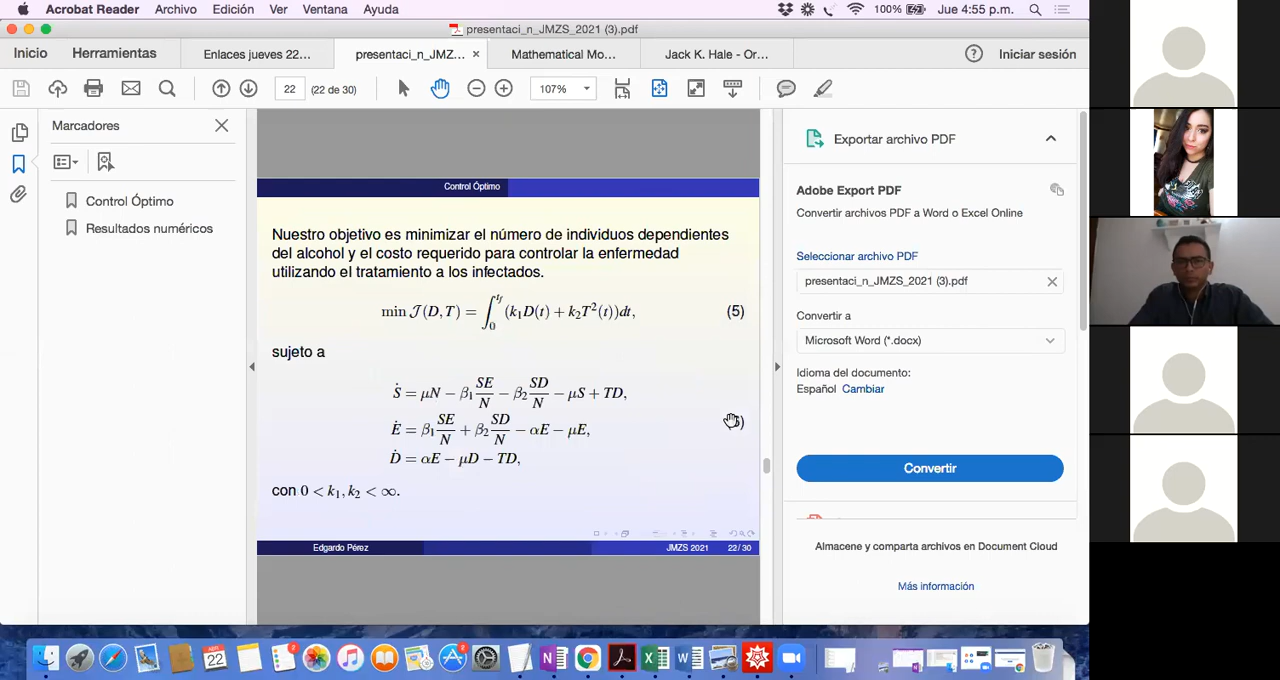 Acrobat Reader Archivo Edición Ver Ventana Ayuda 100% Jue 4:55 p.m.
presentaci_n_JMZS_2021 (3).pdf
Inicio Herramientas Enlaces jueves 22... presentaci_n_JMZ... × Mathematical Mo... Jack K. Hale - Or... Iniciar sesión
22 (22 de 30) 107%
Marcadores
Control Óptimo
Resultados numéricos
Control Óptimo
Nuestro objetivo es minimizar el número de individuos dependientes
del alcohol y el costo requerido para controlar la enfermedad
utilizando el tratamiento a los infectados.
min 𝒥(D, T) = ∫₀^{t_f} (k₁D(t) + k₂T²(t))dt, (5)
sujeto a
Ṡ = μN − β₁ SE/N − β₂ SD/N − μS + TD,
Ė = β₁ SE/N + β₂ SD/N − αE − μE,
Ḋ = αE − μD − TD,
con 0 < k₁, k₂ < ∞.
Edgardo Pérez JMZS 2021 22/30
Exportar archivo PDF
Adobe Export PDF
Convertir archivos PDF a Word o Excel Online
Seleccionar archivo PDF
presentaci_n_JMZS_2021 (3).pdf
Convertir a
Microsoft Word (*.docx)
Idioma del documento:
Español Cambiar
Convertir
Almacene y comparta archivos en Document Cloud
Más información
22